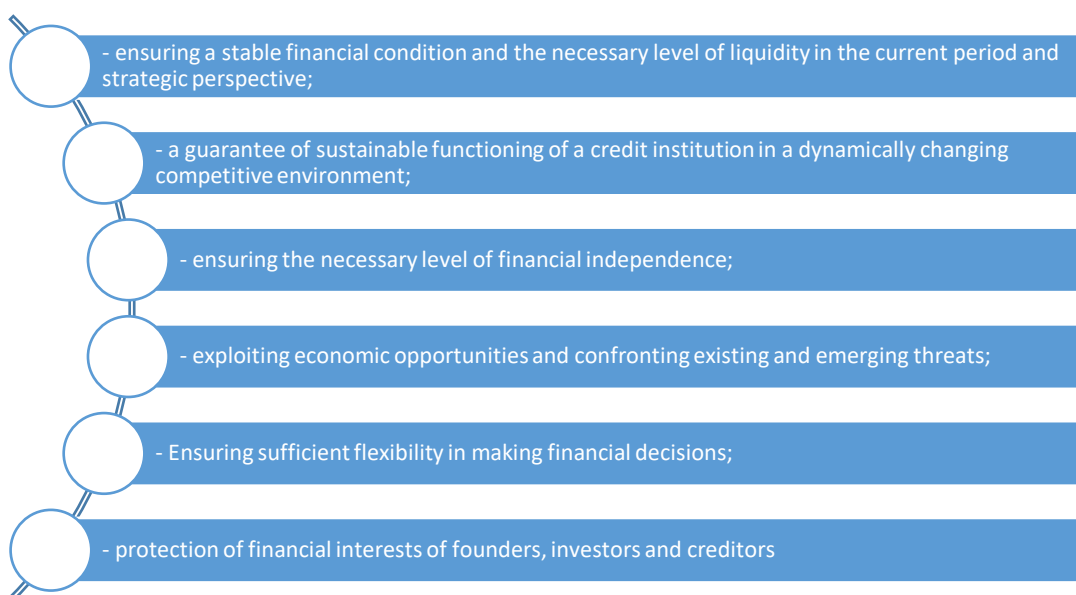 - ensuring a stable financial condition and the necessary level of liquidity in the current period and
strategic perspective;
- a guarantee of sustainable functioning of a credit institution in a dynamically changing
competitive environment;
- ensuring the necessary level of financial independence;
- exploiting economic opportunities and confronting existing and emerging threats;
- Ensuring sufficient flexibility in making financial decisions;
- protection of financial interests of founders, investors and creditors